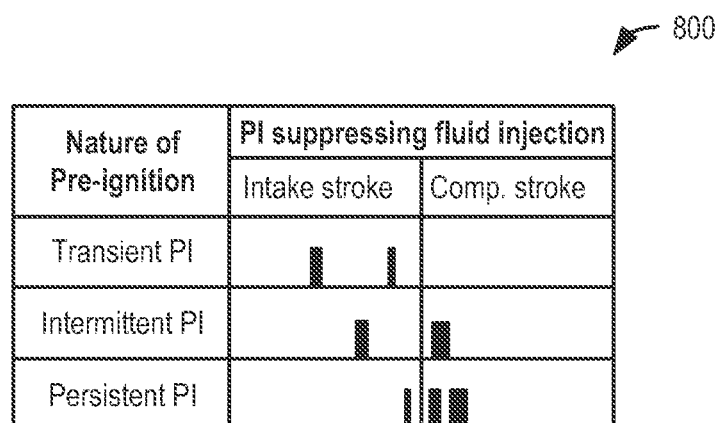 800
Nature of
Pre-ignition
PI suppressing fluid injection
Intake stroke
Comp. stroke
Transient PI
Intermittent PI
Persistent PI